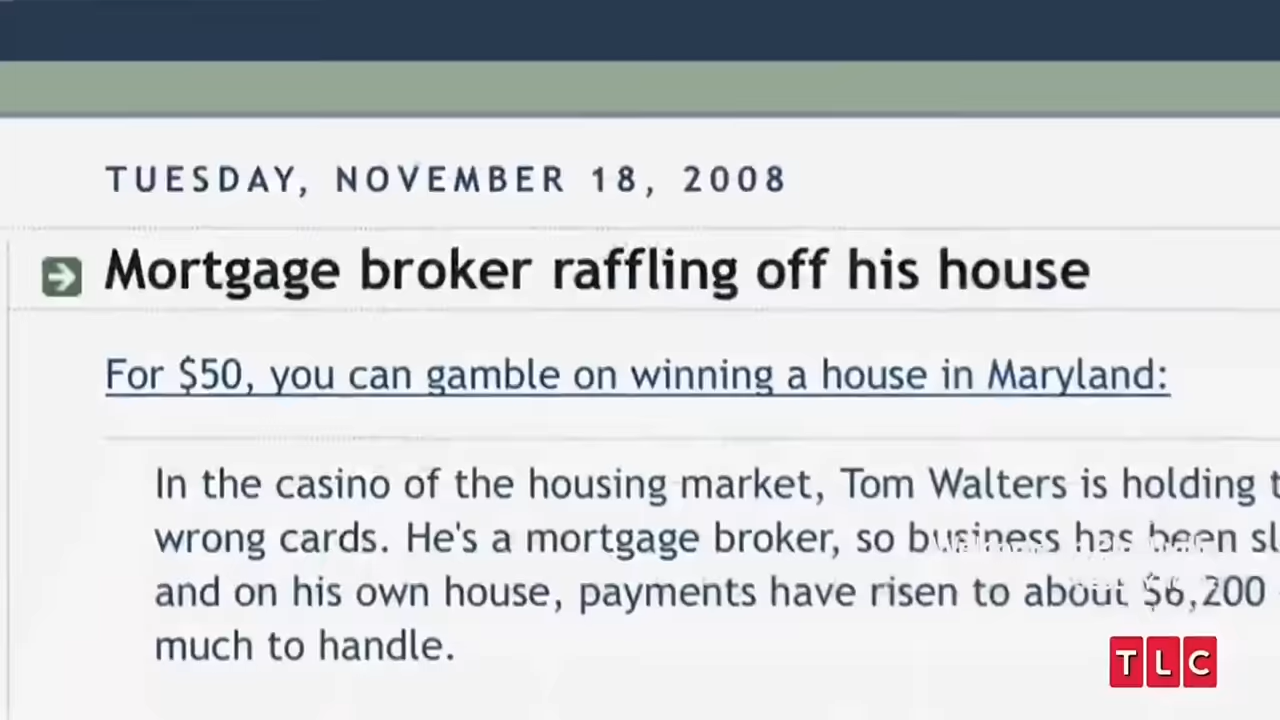 TUESDAY, NOVEMBER 18, 2008
Mortgage broker raffling off his house
For $50, you can gamble on winning a house in Maryland:
In the casino of the housing market, Tom Walters is holding
wrong cards. He's a mortgage broker, so business has been
and on his own house, payments have risen to about $6,200
much to handle.
TLC